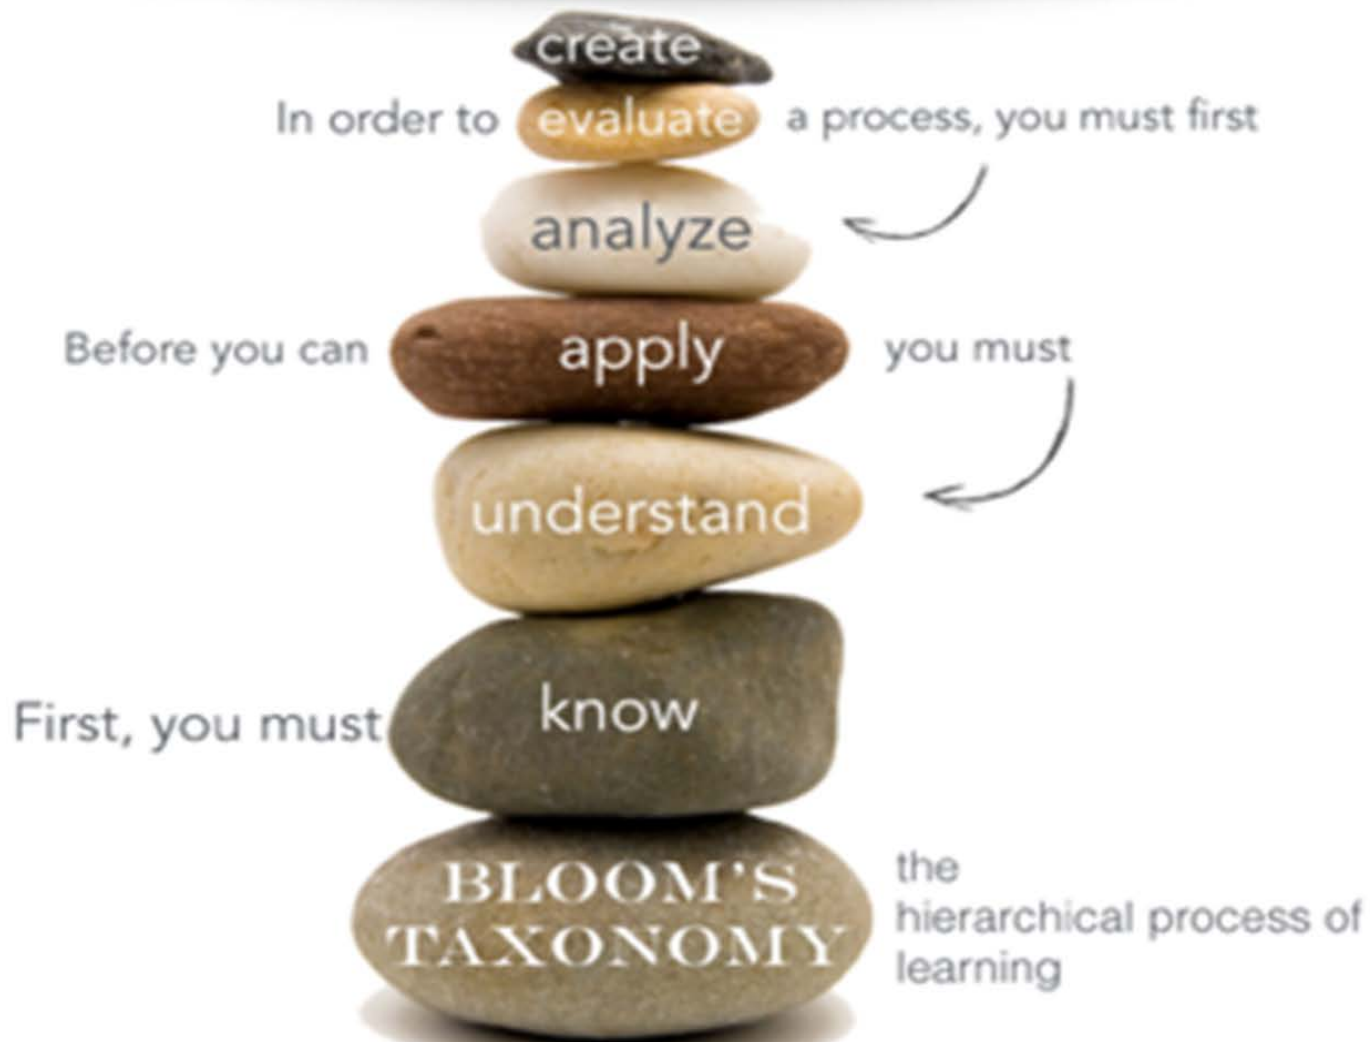 create
In order to evaluate a process, you must first
analyze
Before you can apply you must
understand
First, you must know
BLOOM'S
TAXONOMY
the
hierarchical process of
learning